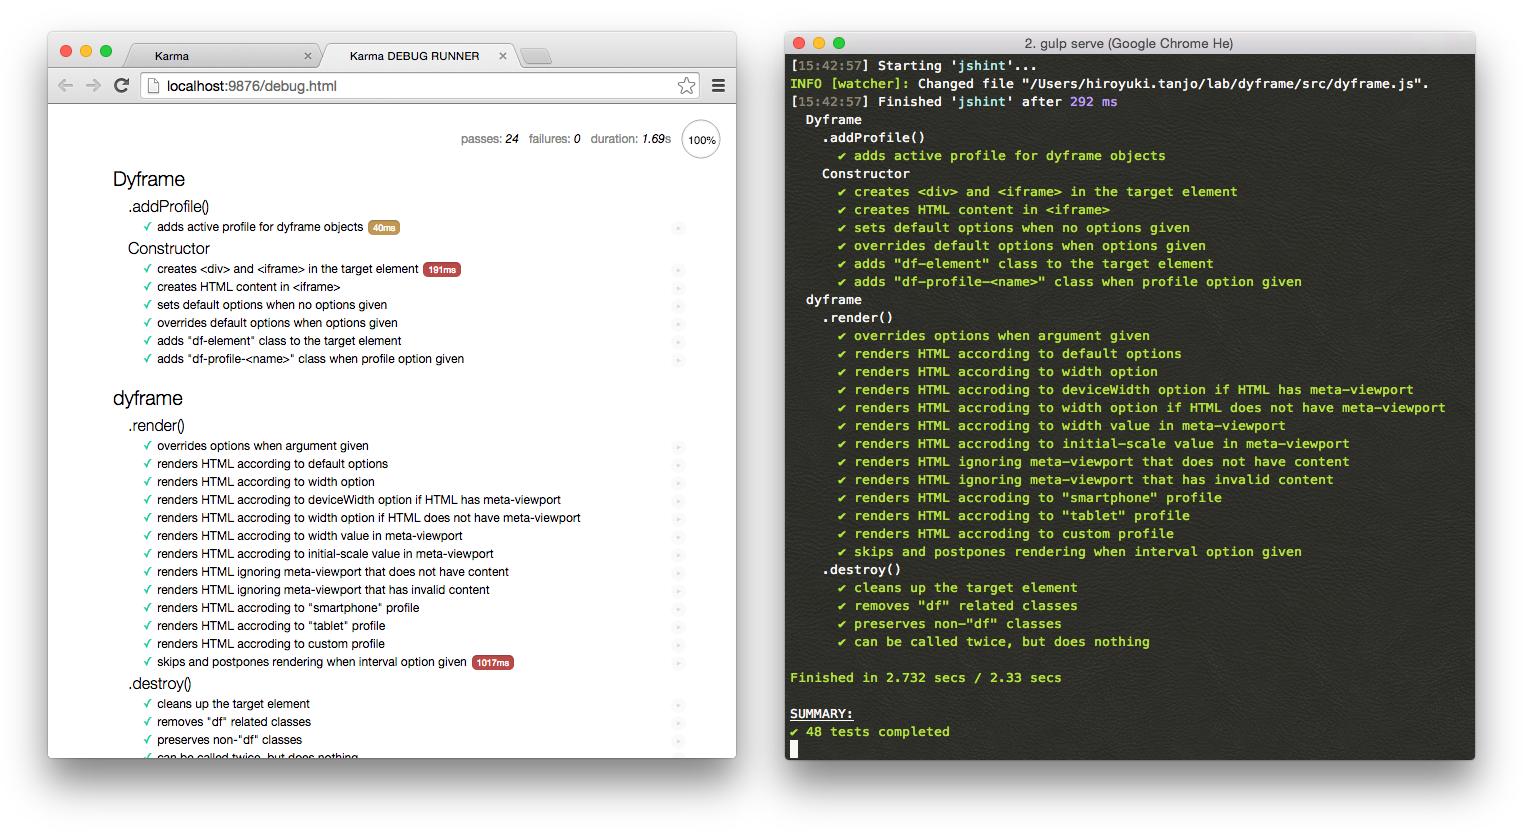 Karma
Karma DEBUG RUNNER
localhost:9876/debug.html
passes: 24 failures: 0 duration: 1.69s 100%
Dyframe
.addProfile()
✓ adds active profile for dyframe objects 40ms
Constructor
✓ creates <div> and <iframe> in the target element 191ms
✓ creates HTML content in <iframe>
✓ sets default options when no options given
✓ overrides default options when options given
✓ adds "df-element" class to the target element
✓ adds "df-profile-<name>" class when profile option given
dyframe
.render()
✓ overrides options when argument given
✓ renders HTML according to default options
✓ renders HTML according to width option
✓ renders HTML accroding to deviceWidth option if HTML has meta-viewport
✓ renders HTML accroding to width option if HTML does not have meta-viewport
✓ renders HTML accroding to width value in meta-viewport
✓ renders HTML accroding to initial-scale value in meta-viewport
✓ renders HTML ignoring meta-viewport that does not have content
✓ renders HTML ignoring meta-viewport that has invalid content
✓ renders HTML accroding to "smartphone" profile
✓ renders HTML accroding to "tablet" profile
✓ renders HTML accroding to custom profile
✓ skips and postpones rendering when interval option given 1017ms
.destroy()
✓ cleans up the target element
✓ removes "df" related classes
✓ preserves non-"df" classes
✓ can be called twice, but does nothing
2. gulp serve (Google Chrome He)
[15:42:57] Starting 'jshint'...
INFO [watcher]: Changed file "/Users/hiroyuki.tanjo/lab/dyframe/src/dyframe.js".
[15:42:57] Finished 'jshint' after 292 ms
Dyframe
.addProfile()
✔ adds active profile for dyframe objects
Constructor
✔ creates <div> and <iframe> in the target element
✔ creates HTML content in <iframe>
✔ sets default options when no options given
✔ overrides default options when options given
✔ adds "df-element" class to the target element
✔ adds "df-profile-<name>" class when profile option given
dyframe
.render()
✔ overrides options when argument given
✔ renders HTML according to default options
✔ renders HTML according to width option
✔ renders HTML accroding to deviceWidth option if HTML has meta-viewport
✔ renders HTML accroding to width option if HTML does not have meta-viewport
✔ renders HTML accroding to width value in meta-viewport
✔ renders HTML accroding to initial-scale value in meta-viewport
✔ renders HTML ignoring meta-viewport that does not have content
✔ renders HTML ignoring meta-viewport that has invalid content
✔ renders HTML accroding to "smartphone" profile
✔ renders HTML accroding to "tablet" profile
✔ renders HTML accroding to custom profile
✔ skips and postpones rendering when interval option given
.destroy()
✔ cleans up the target element
✔ removes "df" related classes
✔ preserves non-"df" classes
✔ can be called twice, but does nothing
Finished in 2.732 secs / 2.33 secs
SUMMARY:
✔ 48 tests completed